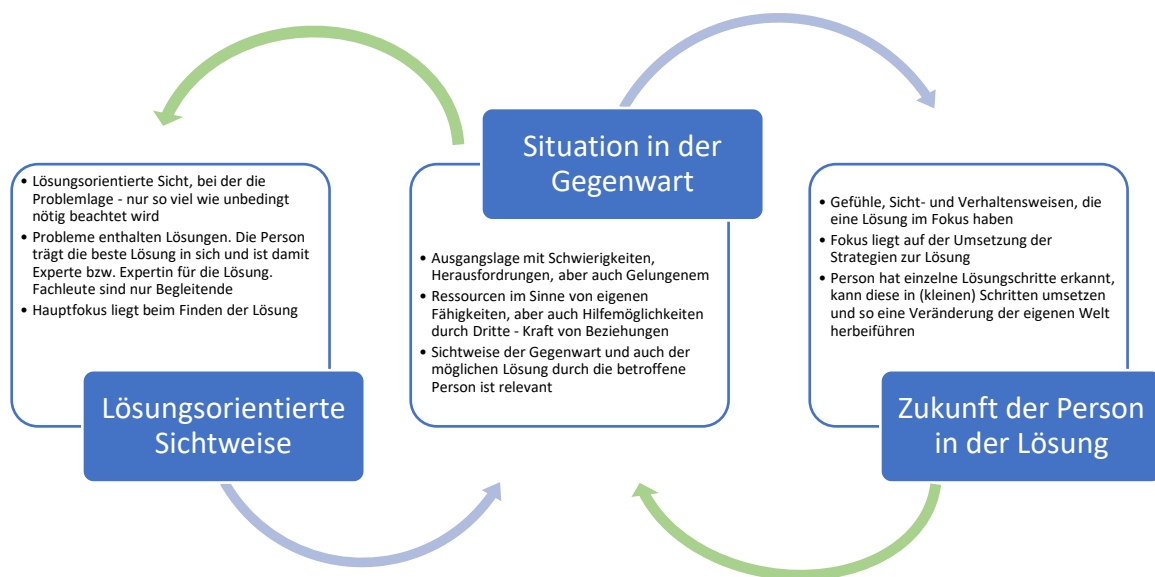 • Lösungsorientierte Sicht, bei der die
Problemlage - nur so viel wie unbedingt
nötig beachtet wird
• Probleme enthalten Lösungen. Die Person
trägt die beste Lösung in sich und ist damit
Experte bzw. Expertin für die Lösung.
Fachleute sind nur Begleitende
• Hauptfokus liegt beim Finden der Lösung
Lösungsorientierte
Sichtweise
Situation in der
Gegenwart
• Ausgangslage mit Schwierigkeiten,
Herausforderungen, aber auch Gelungenem
• Ressourcen im Sinne von eigenen
Fähigkeiten, aber auch Hilfemöglichkeiten
durch Dritte - Kraft von Beziehungen
• Sichtweise der Gegenwart und auch der
möglichen Lösung durch die betroffene
Person ist relevant
• Gefühle, Sicht- und Verhaltensweisen, die
eine Lösung im Fokus haben
• Fokus liegt auf der Umsetzung der
Strategien zur Lösung
• Person hat einzelne Lösungschritte erkannt,
kann diese in (kleinen) Schritten umsetzen
und so eine Veränderung der eigenen Welt
herbeiführen
Zukunft der Person
in der Lösung